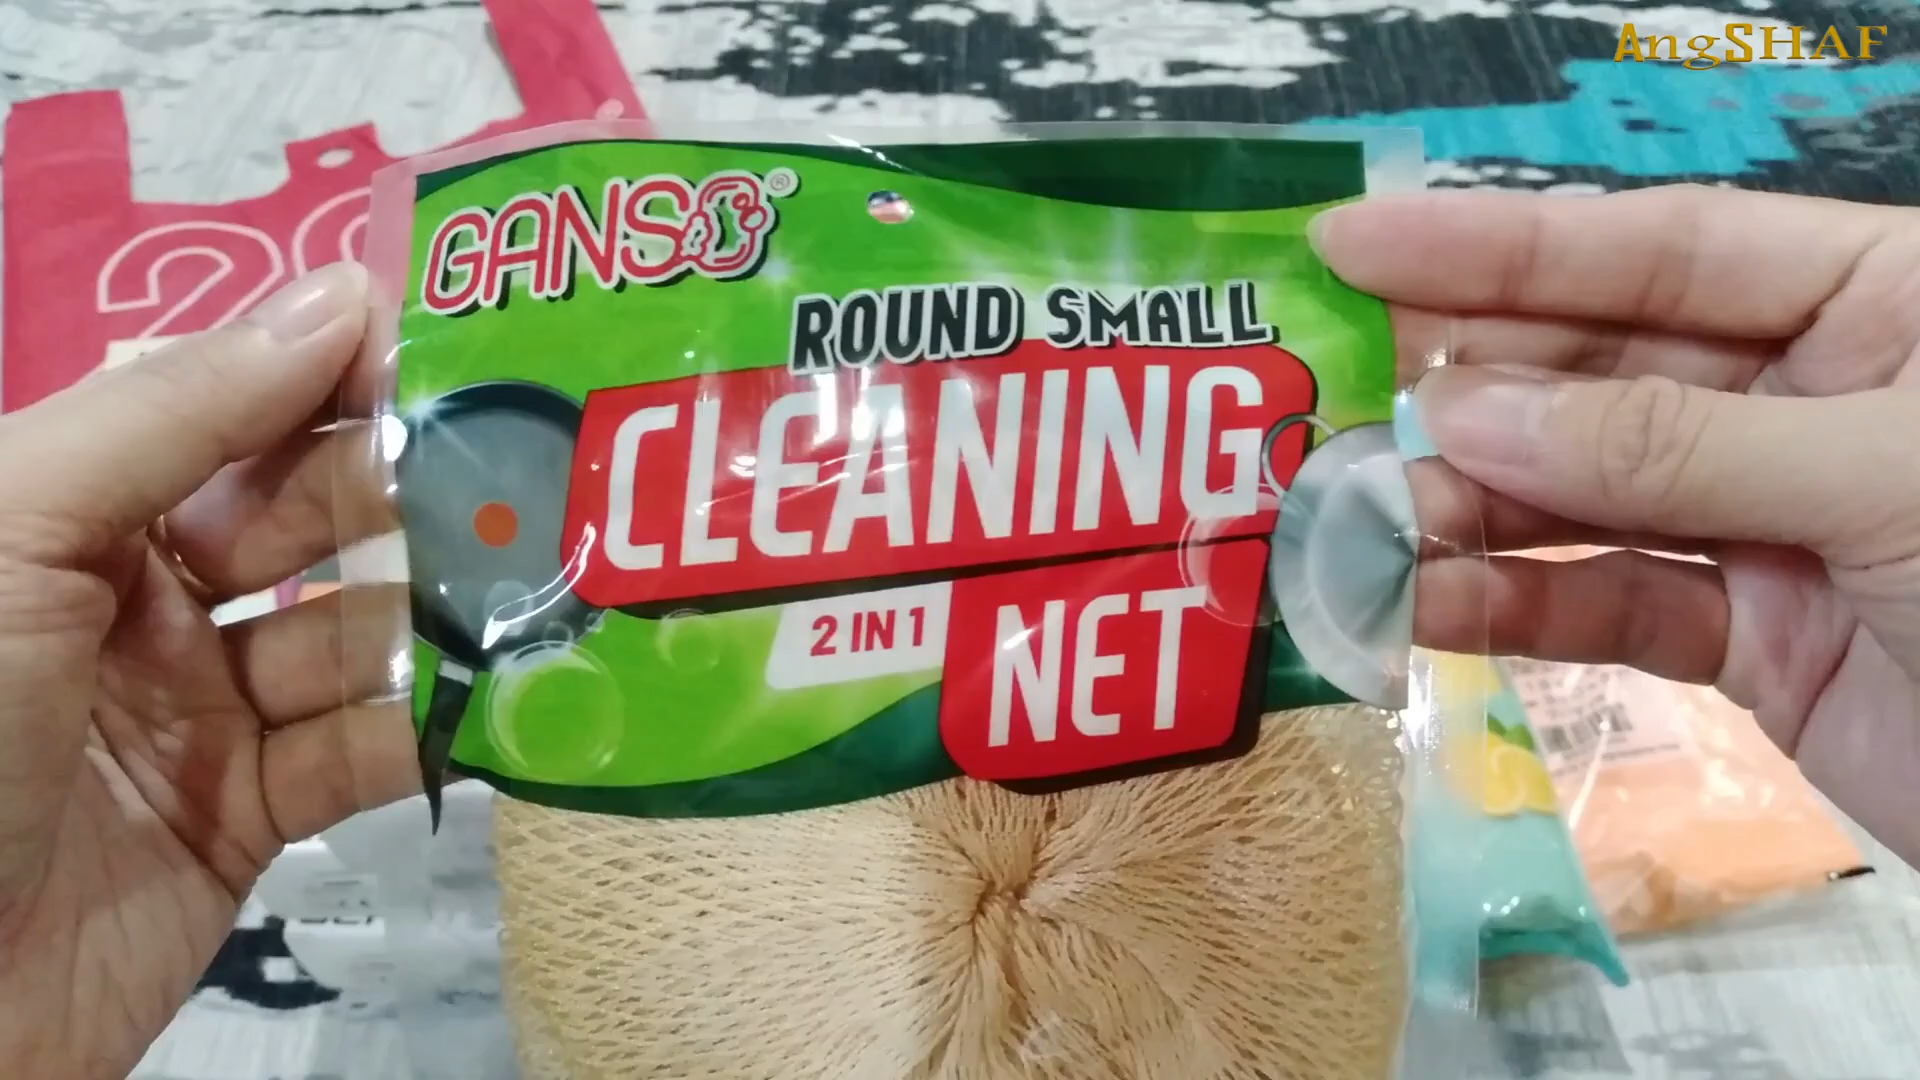 AngSHAF
GANSO®
ROUND SMALL
CLEANING
2 IN 1
NET